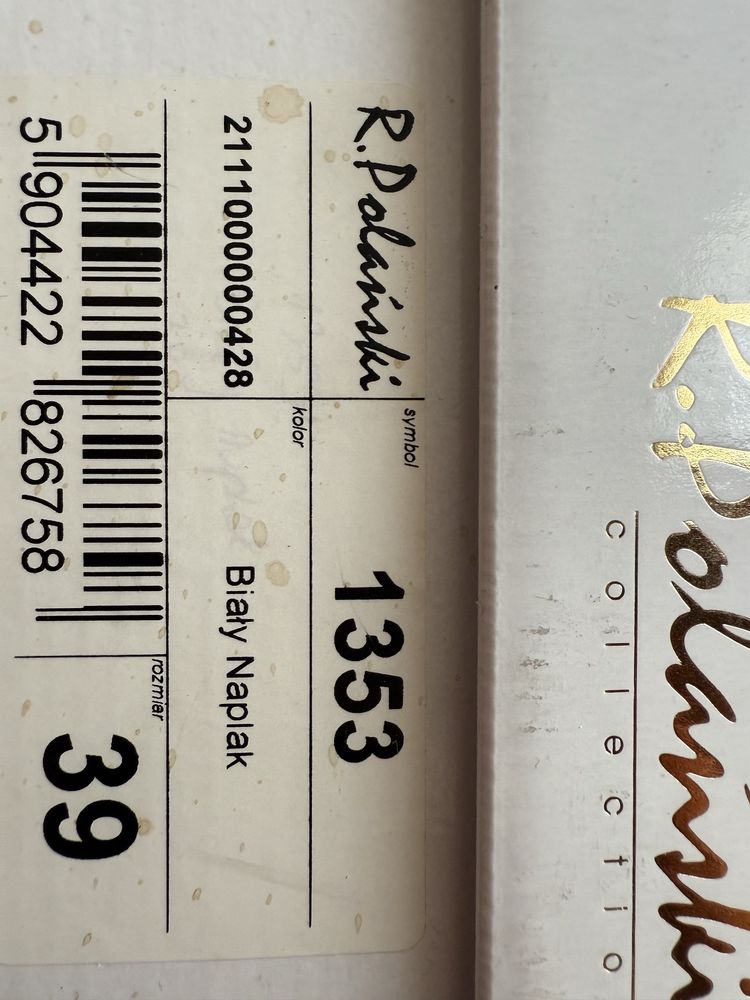 R.Polański
symbol
1353
2111000000428
kolor
Biały Naplak
5 904422 826758
rozmiar
39
R.Polański
collectio